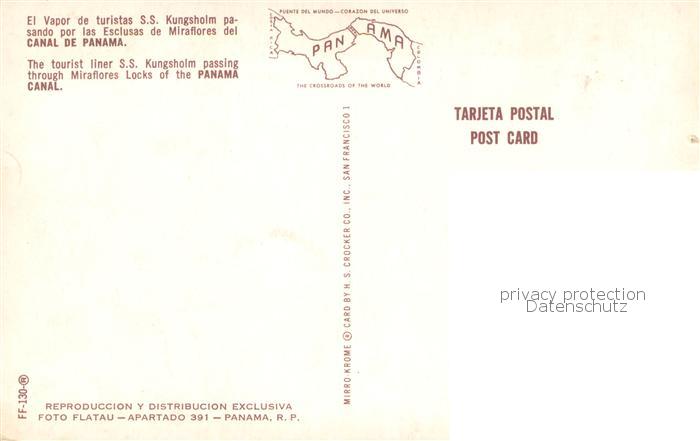 El Vapor de turistas S.S. Kungsholm pa-
sando por las Esclusas de Miraflores del
CANAL DE PANAMA.
The tourist liner S.S. Kungsholm passing
through Miraflores Locks of the PANAMA
CANAL.
PUENTE DEL MUNDO — CORAZON DEL UNIVERSO
PANAMA
THE CROSSROADS OF THE WORLD
TARJETA POSTAL
POST CARD
MIRRO KROME ® CARD BY H. S. CROCKER CO., INC., SAN FRANCISCO 1
privacy protection
Datenschutz
FF-130-®
REPRODUCCION Y DISTRIBUCION EXCLUSIVA
FOTO FLATAU — APARTADO 391 — PANAMA, R. P.